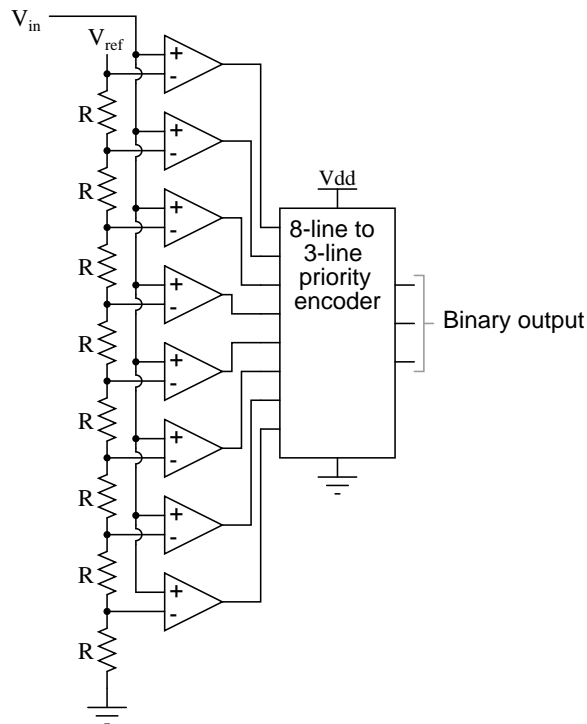 Vin
Vref
+
-
R
+
-
R
+
-
R
+
-
R
+
-
R
+
-
R
+
-
R
+
-
R
Vdd
8-line to
3-line
priority
encoder
Binary output